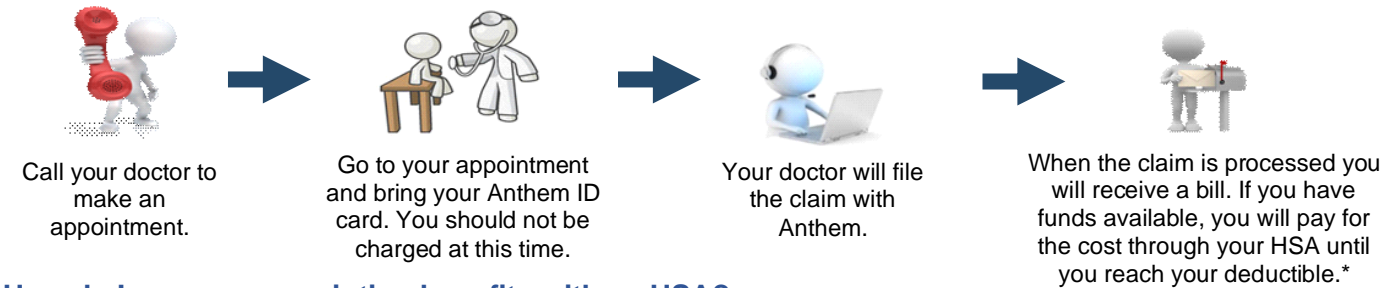 Call your doctor to
make an
appointment.
Go to your appointment
and bring your Anthem ID
card. You should not be
charged at this time.
Your doctor will file
the claim with
Anthem.
When the claim is processed you
will receive a bill. If you have
funds available, you will pay for
the cost through your HSA until
you reach your deductible.*